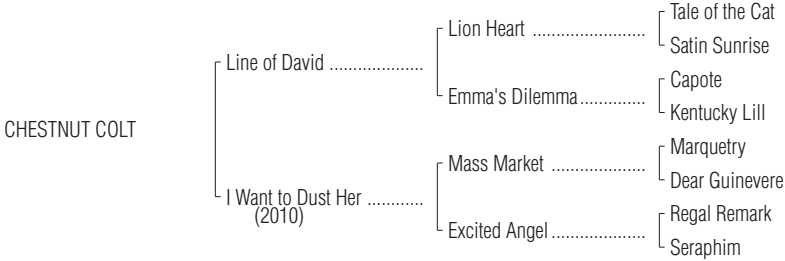 Tale of the Cat
Lion Heart ........................
Satin Sunrise
Line of David ....................
Capote
Emma's Dilemma..............
Kentucky Lill
CHESTNUT COLT
Marquetry
Mass Market ....................
Dear Guinevere
I Want to Dust Her ............
(2010)
Regal Remark
Excited Angel....................
Seraphim